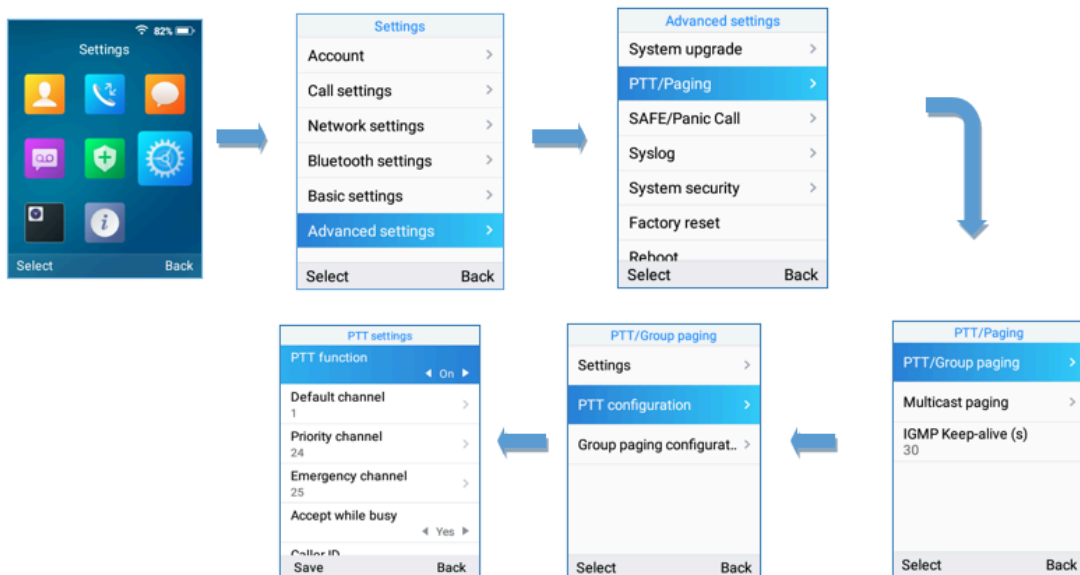 82%
Settings
Select Back
Settings
Account
Call settings
Network settings
Bluetooth settings
Basic settings
Advanced settings
Select Back
Advanced settings
System upgrade
PTT/Paging
SAFE/Panic Call
Syslog
System security
Factory reset
Reboot
Select Back
PTT/Paging
PTT/Group paging
Multicast paging
IGMP Keep-alive (s)
30
Select Back
PTT/Group paging
Settings
PTT configuration
Group paging configurat..
Select Back
PTT settings
PTT function
On
Default channel
1
Priority channel
24
Emergency channel
25
Accept while busy
Yes
Caller ID
Save Back